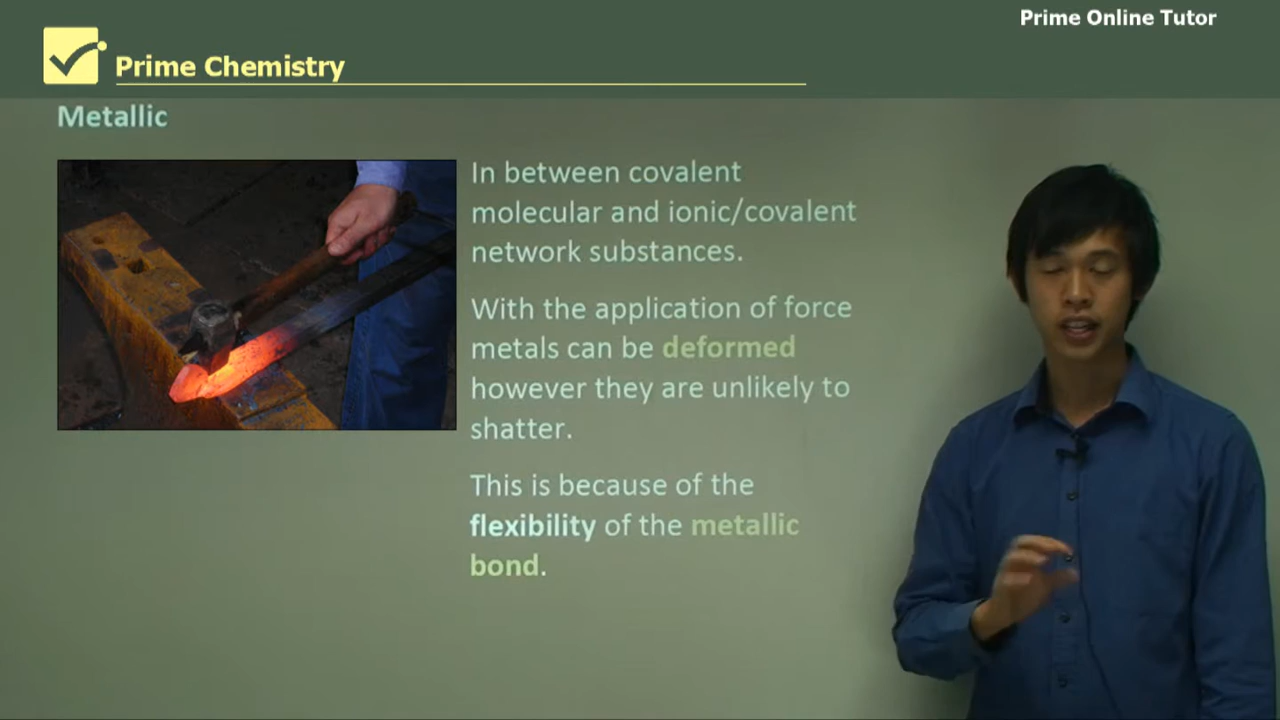 Prime Online Tutor
Prime Chemistry
Metallic
In between covalent
molecular and ionic/covalent
network substances.
With the application of force
metals can be deformed
however they are unlikely to
shatter.
This is because of the
flexibility of the metallic
bond.